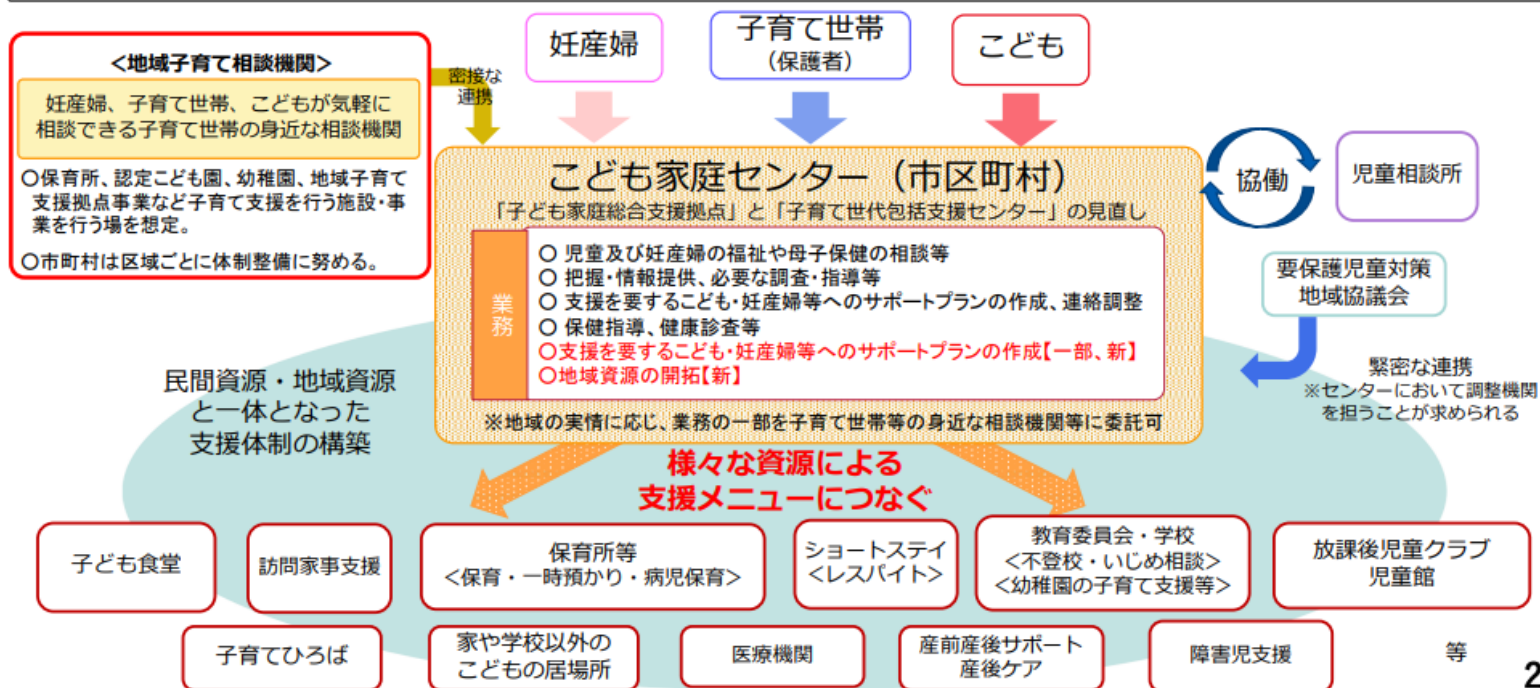 妊産婦
子育て世帯
（保護者）
こども
<地域子育て相談機関>
妊産婦、子育て世帯、こどもが気軽に
相談できる子育て世帯の身近な相談機関
○保育所、認定こども園、幼稚園、地域子育て
支援拠点事業など子育て支援を行う施設・事
業を行う場を想定。
○市町村は区域ごとに体制整備に努める。
密接な
連携
こども家庭センター（市区町村）
「子ども家庭総合支援拠点」と「子育て世代包括支援センター」の見直し
業務
○ 児童及び妊産婦の福祉や母子保健の相談等
○ 把握・情報提供、必要な調査・指導等
○ 支援を要するこども・妊産婦等へのサポートプランの作成、連絡調整
○ 保健指導、健康診査等
○支援を要するこども・妊産婦等へのサポートプランの作成【一部、新】
○地域資源の開拓【新】
※地域の実情に応じ、業務の一部を子育て世帯等の身近な相談機関等に委託可
協働
児童相談所
要保護児童対策
地域協議会
緊密な連携
※センターにおいて調整機関
を担うことが求められる
民間資源・地域資源
と一体となった
支援体制の構築
様々な資源による
支援メニューにつなぐ
子ども食堂
訪問家事支援
保育所等
<保育・一時預かり・病児保育>
ショートステイ
<レスパイト>
教育委員会・学校
<不登校・いじめ相談>
<幼稚園の子育て支援等>
放課後児童クラブ
児童館
子育てひろば
家や学校以外の
こどもの居場所
医療機関
産前産後サポート
産後ケア
障害児支援
等
2